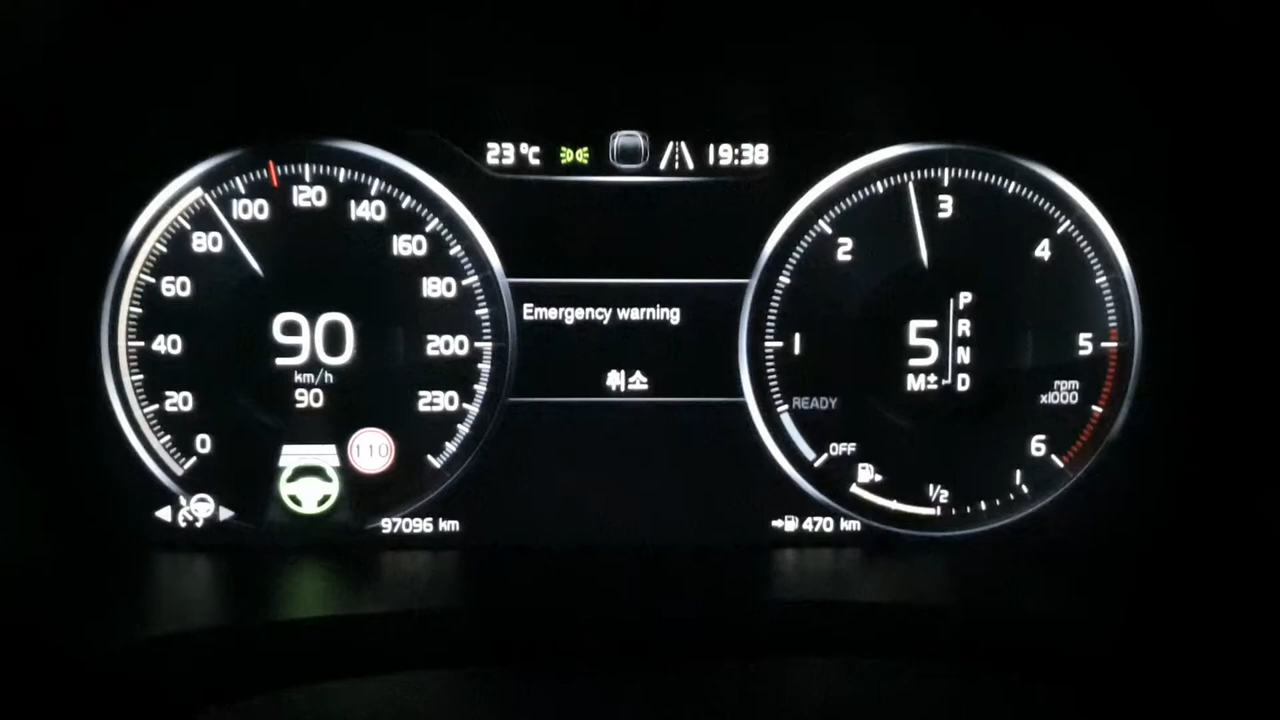 23 °C
19:38
0
20
40
60
80
100
120
140
160
180
200
230
90
km/h
90
110
97096 km
Emergency warning
취소
1
2
3
4
5
6
5
M±
P
R
N
D
rpm
x1000
READY
OFF
1/2
470 km